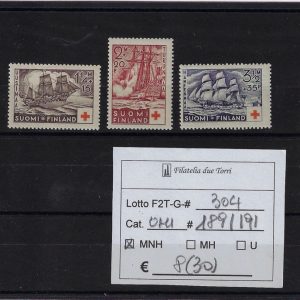 SUOMI FINLAND
SUOMI-FINLAND
SUOMI-FINLAND
Filatelia due Torri
Lotto F2T-G-# 304
Cat. UNI # 189/191
☒ MNH ☐ MH ☐ U
€ 8(30)